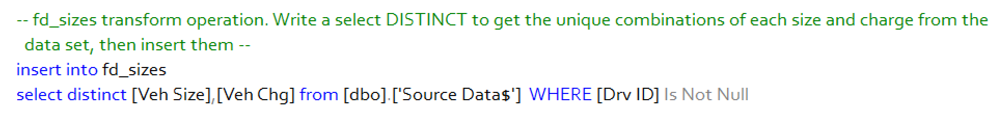 -- fd_sizes transform operation. Write a select DISTINCT to get the unique combinations of each size and charge from the
data set, then insert them --
insert into fd_sizes
select distinct [Veh Size],[Veh Chg] from [dbo].['Source Data$'] WHERE [Drv ID] Is Not Null